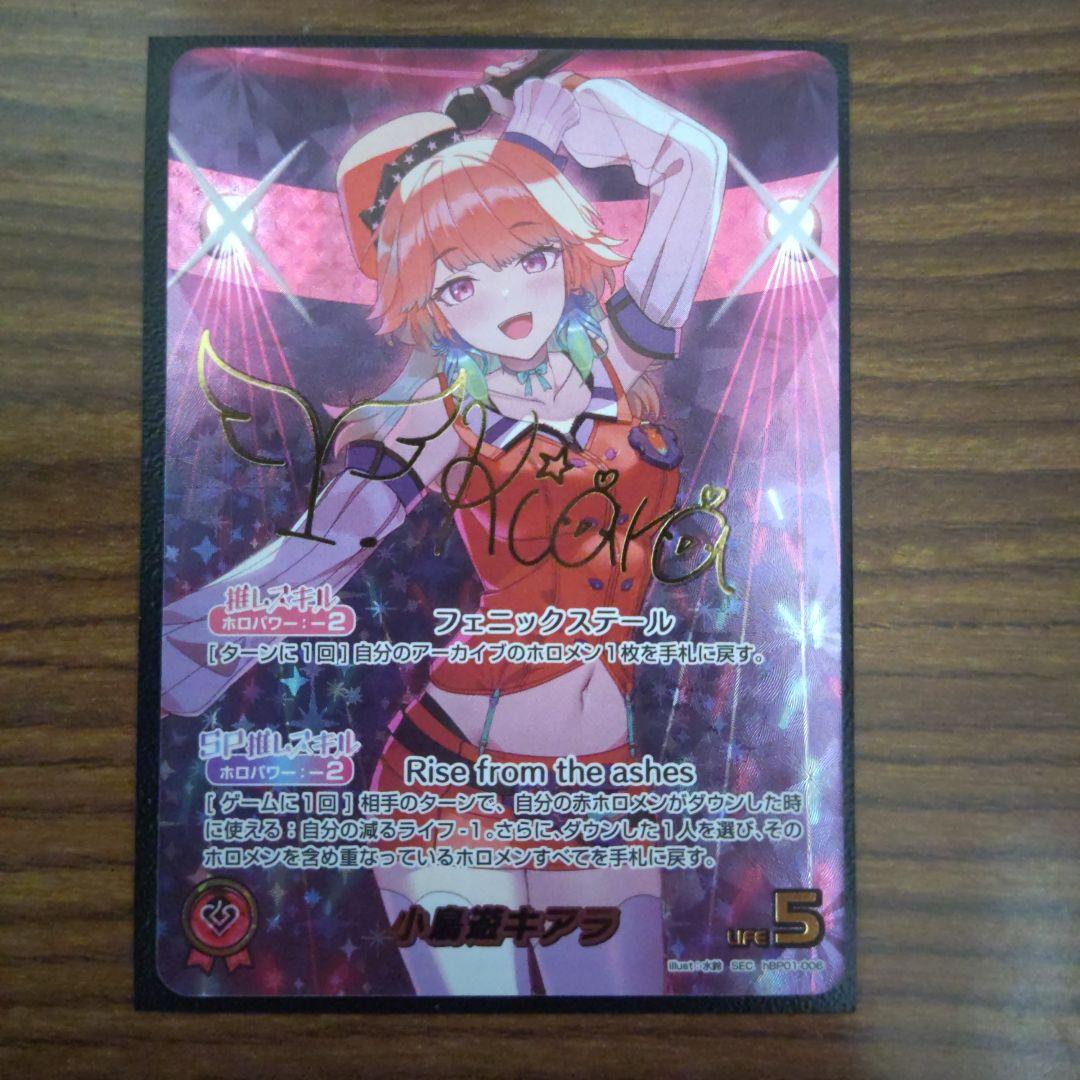 T. Kiara
推しスキル
ホロパワー：－2
フェニックステール
[ターンに１回]自分のアーカイブのホロメン１枚を手札に戻す。
SP推しスキル
ホロパワー：－2
Rise from the ashes
[ゲームに１回]相手のターンで、自分の赤ホロメンがダウンした時
に使える：自分の減るライフ-１。さらに、ダウンした１人を選び、その
ホロメンを含め重なっているホロメンすべてを手札に戻す。
小鳥遊キアラ
LIFE 5
illust：水鈴 SEC hBP01-006